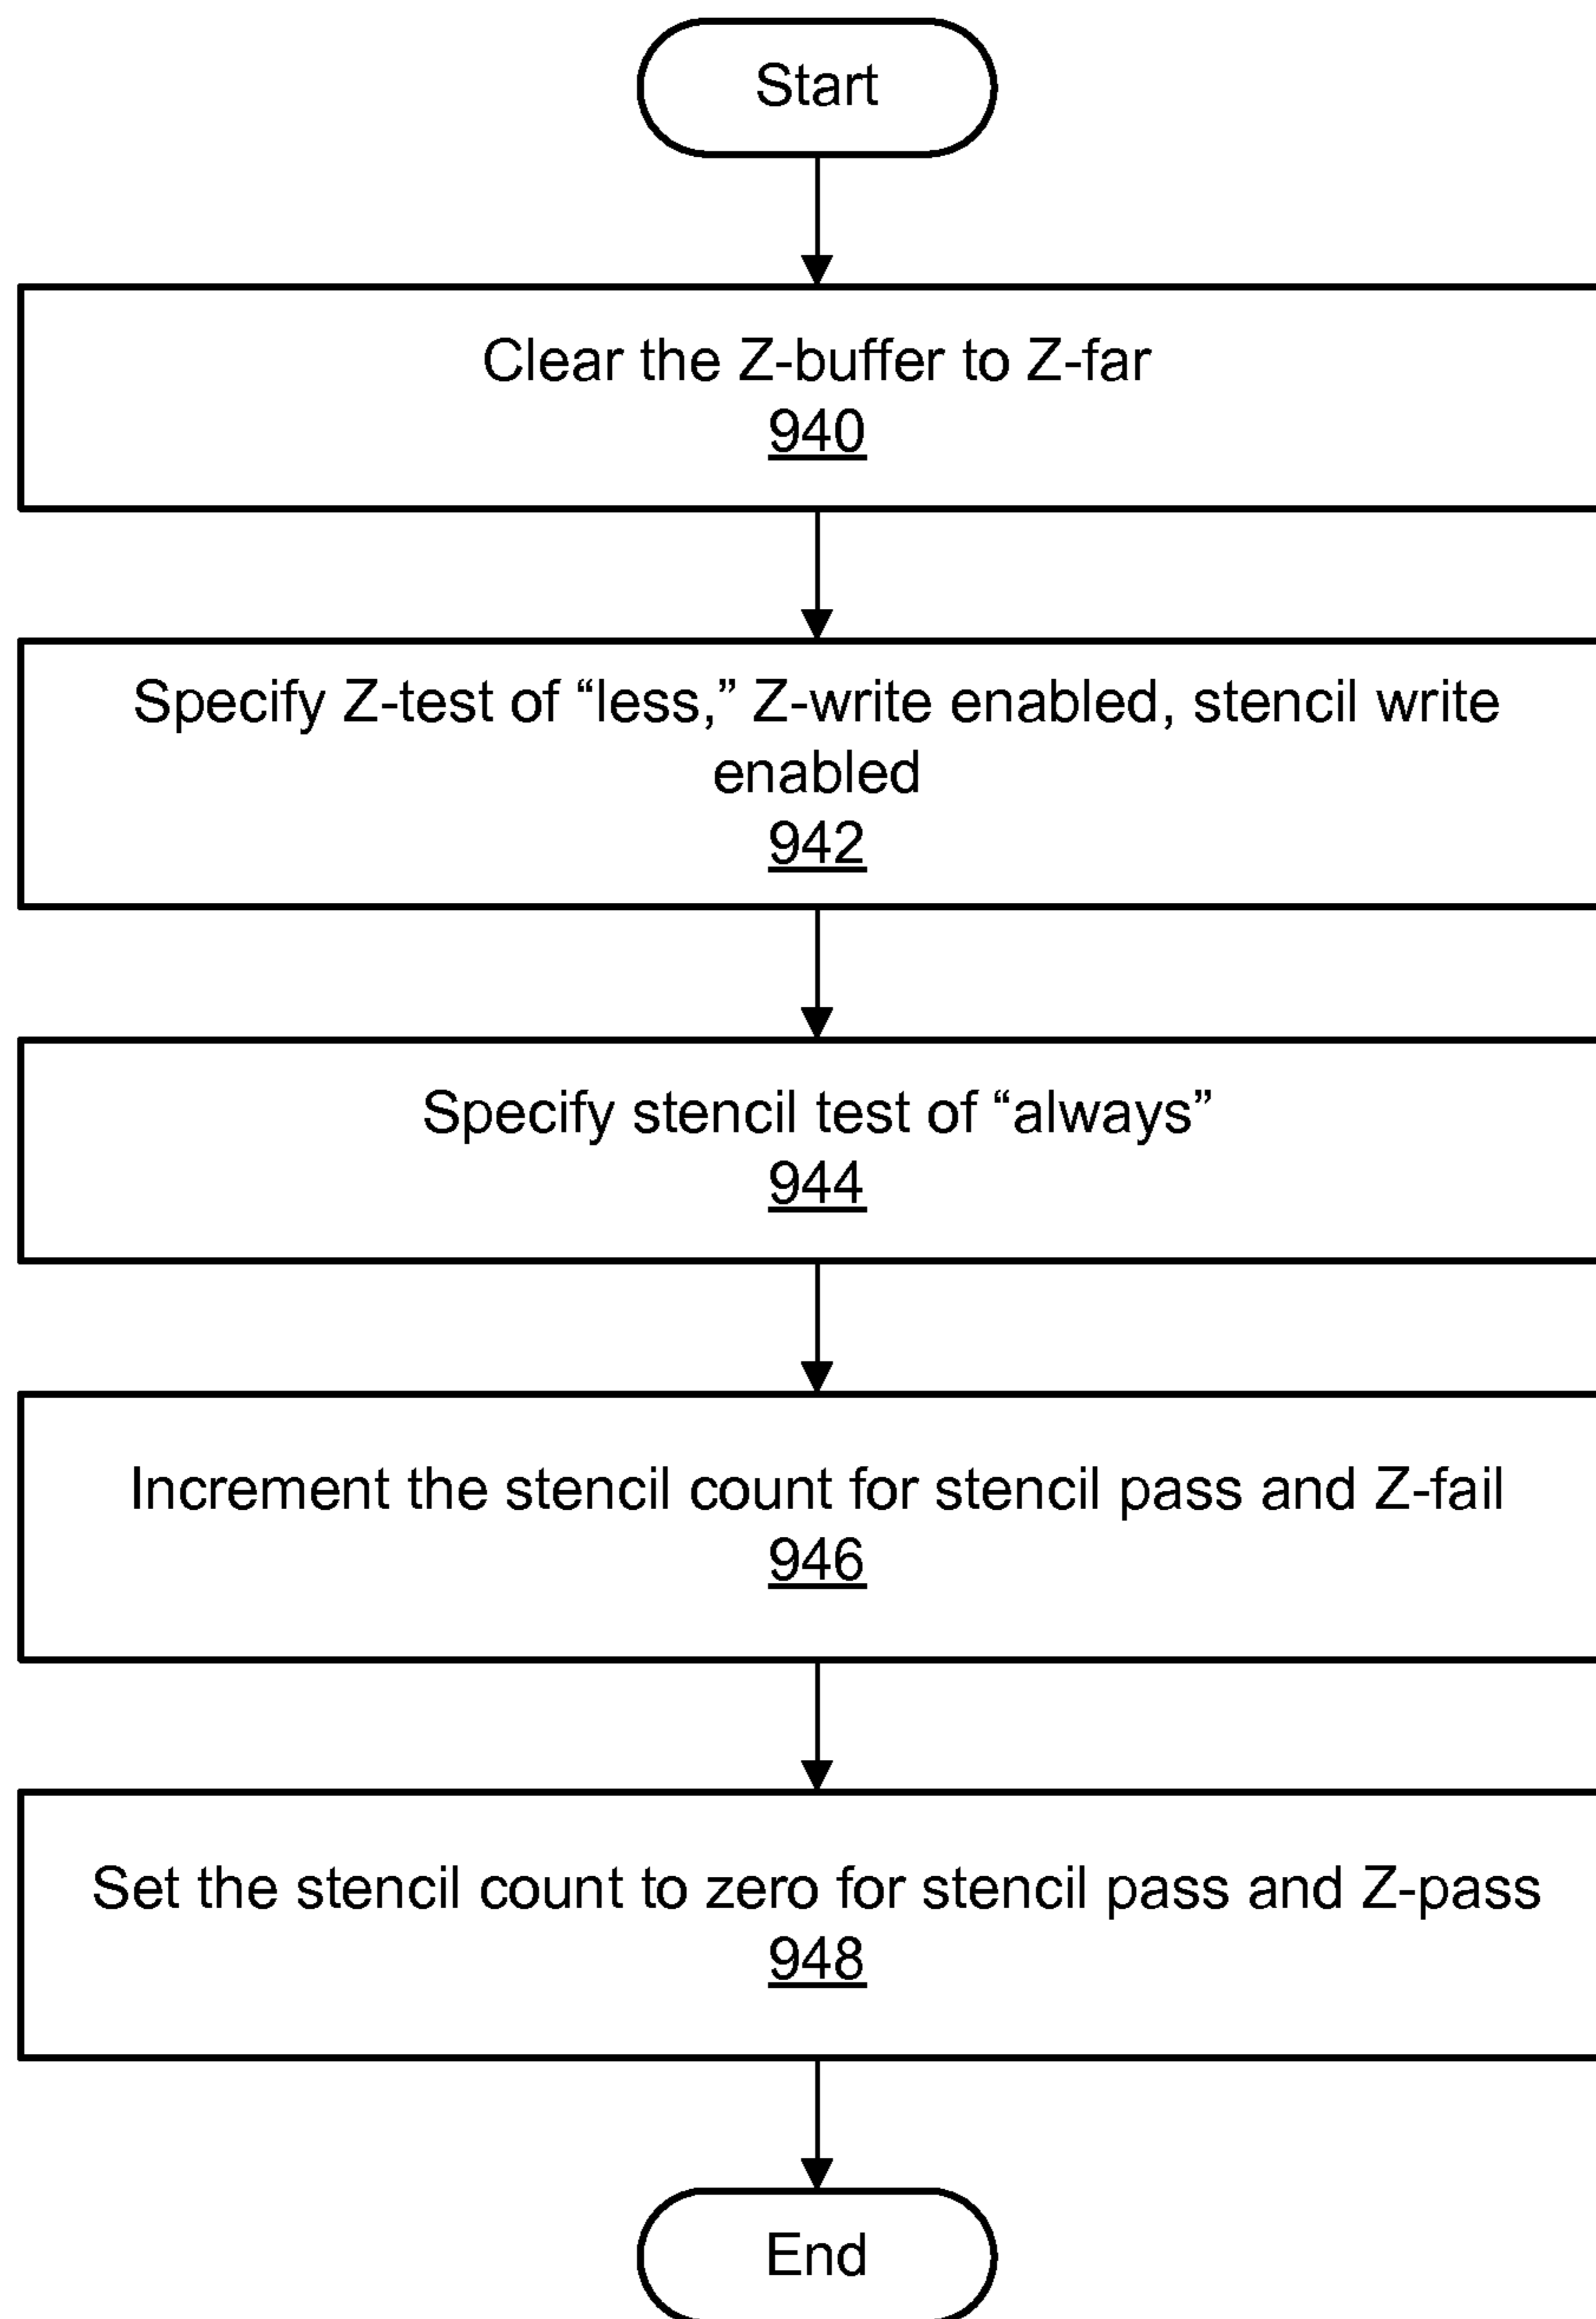 Start
Clear the Z-buffer to Z-far
940
Specify Z-test of “less,” Z-write enabled, stencil write
enabled
942
Specify stencil test of “always”
944
Increment the stencil count for stencil pass and Z-fail
946
Set the stencil count to zero for stencil pass and Z-pass
948
End